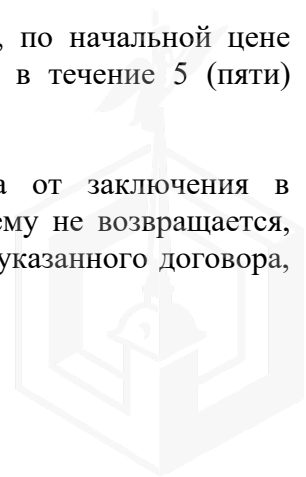 , по начальной цене
в течение 5 (пяти)
а от заключения в
ему не возвращается,
указанного договора,